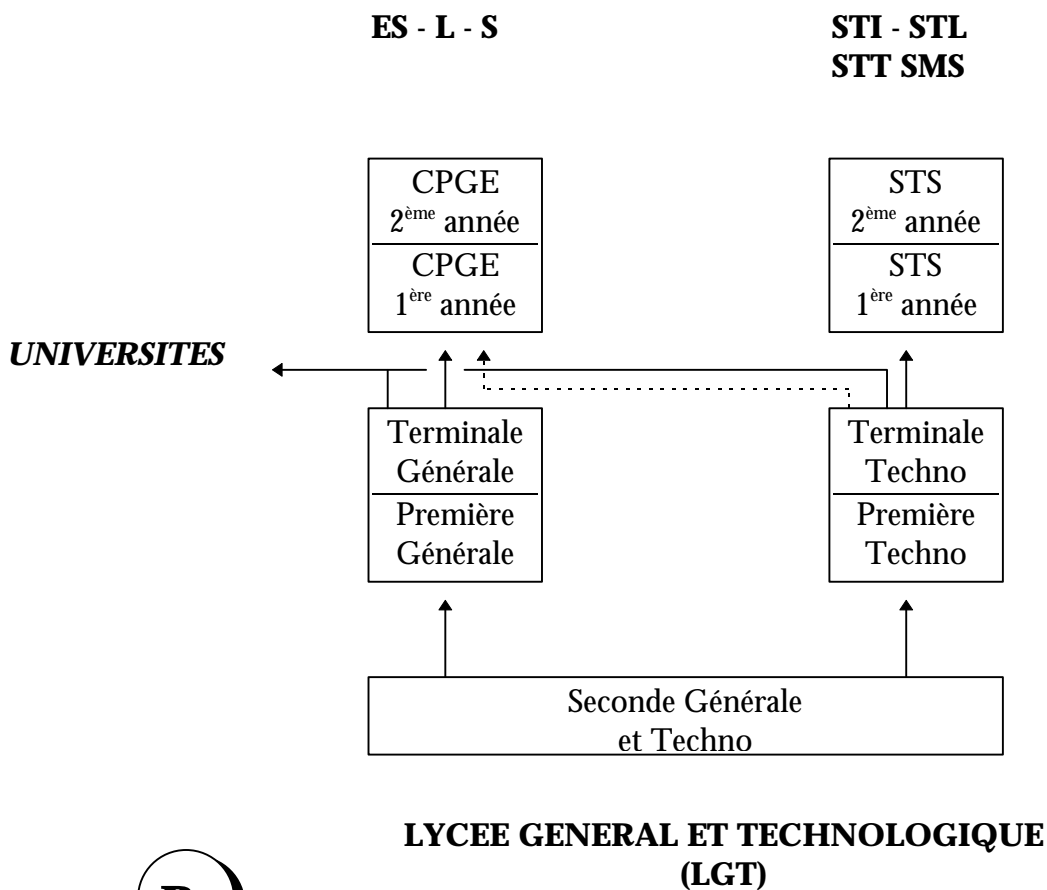 ES - L - S
STI - STL
STT SMS
CPGE
2ème année
CPGE
1ère année
STS
2ème année
STS
1ère année
UNIVERSITES
Terminale
Générale
Première
Générale
Terminale
Techno
Première
Techno
Seconde Générale
et Techno
LYCEE GENERAL ET TECHNOLOGIQUE
(LGT)